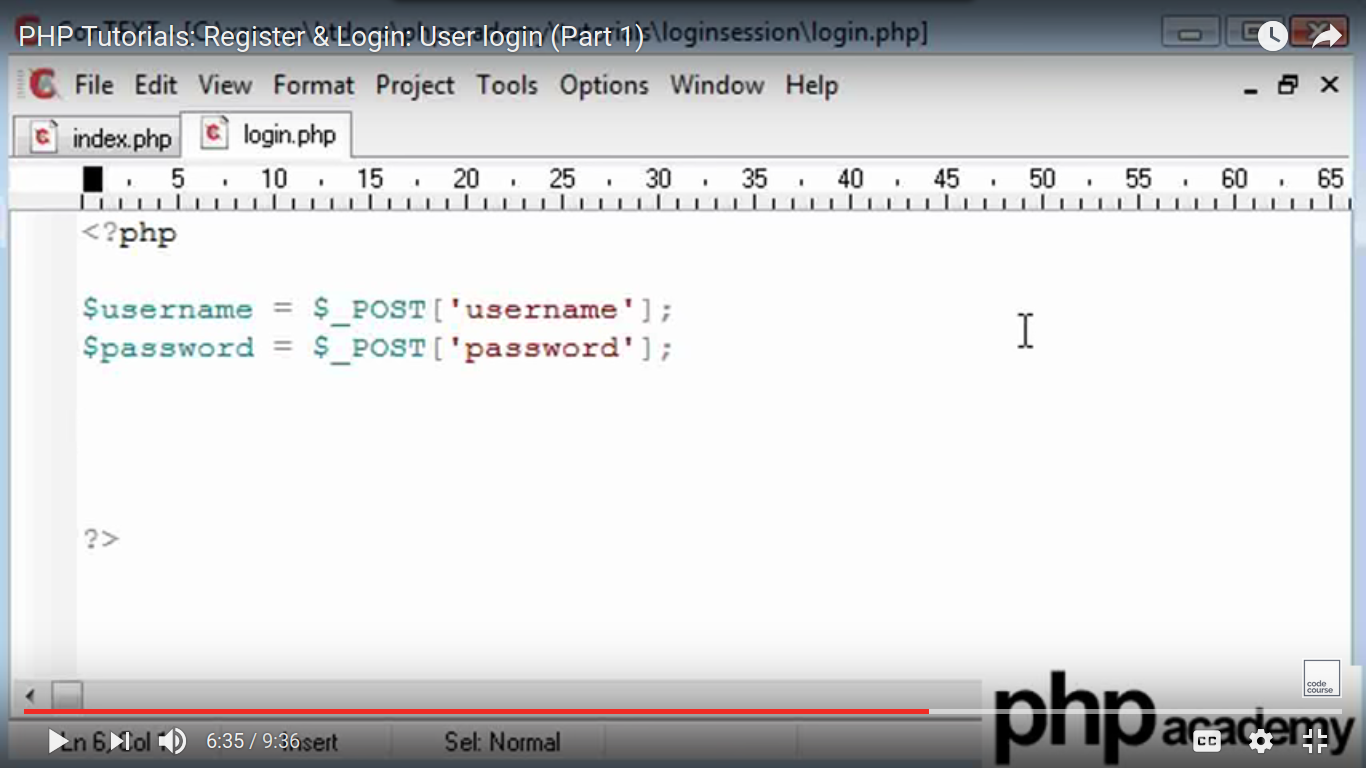 PHP Tutorials: Register & Login: User login (Part 1)
\loginsession\login.php]
File Edit View Format Project Tools Options Window Help
index.php login.php
5 10 15 20 25 30 35 40 45 50 55 60 65
<?php
$username = $_POST['username'];
$password = $_POST['password'];
?>
code
course
php academy
Ln 6, Col Insert Sel: Normal
6:35 / 9:36
CC